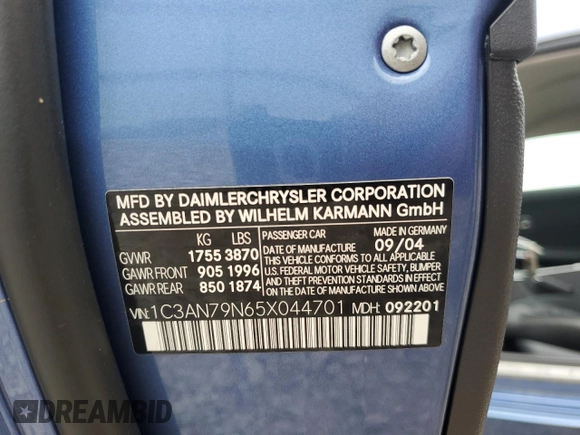 MFD BY DAIMLERCHRYSLER CORPORATION
ASSEMBLED BY WILHELM KARMANN GmbH
KG LBS
GVWR 1755 3870
GAWR FRONT 905 1996
GAWR REAR 850 1874
PASSENGER CAR MADE IN GERMANY
DATE OF MANUFACTURE 09/04
THIS VEHICLE CONFORMS TO ALL APPLICABLE
U.S. FEDERAL MOTOR VEHICLE SAFETY, BUMPER
AND THEFT PREVENTION STANDARDS IN EFFECT
ON THE DATE OF MANUFACTURE SHOWN ABOVE
VIN: 1C3AN79N65X044701 MDH: 092201
DREAMBID